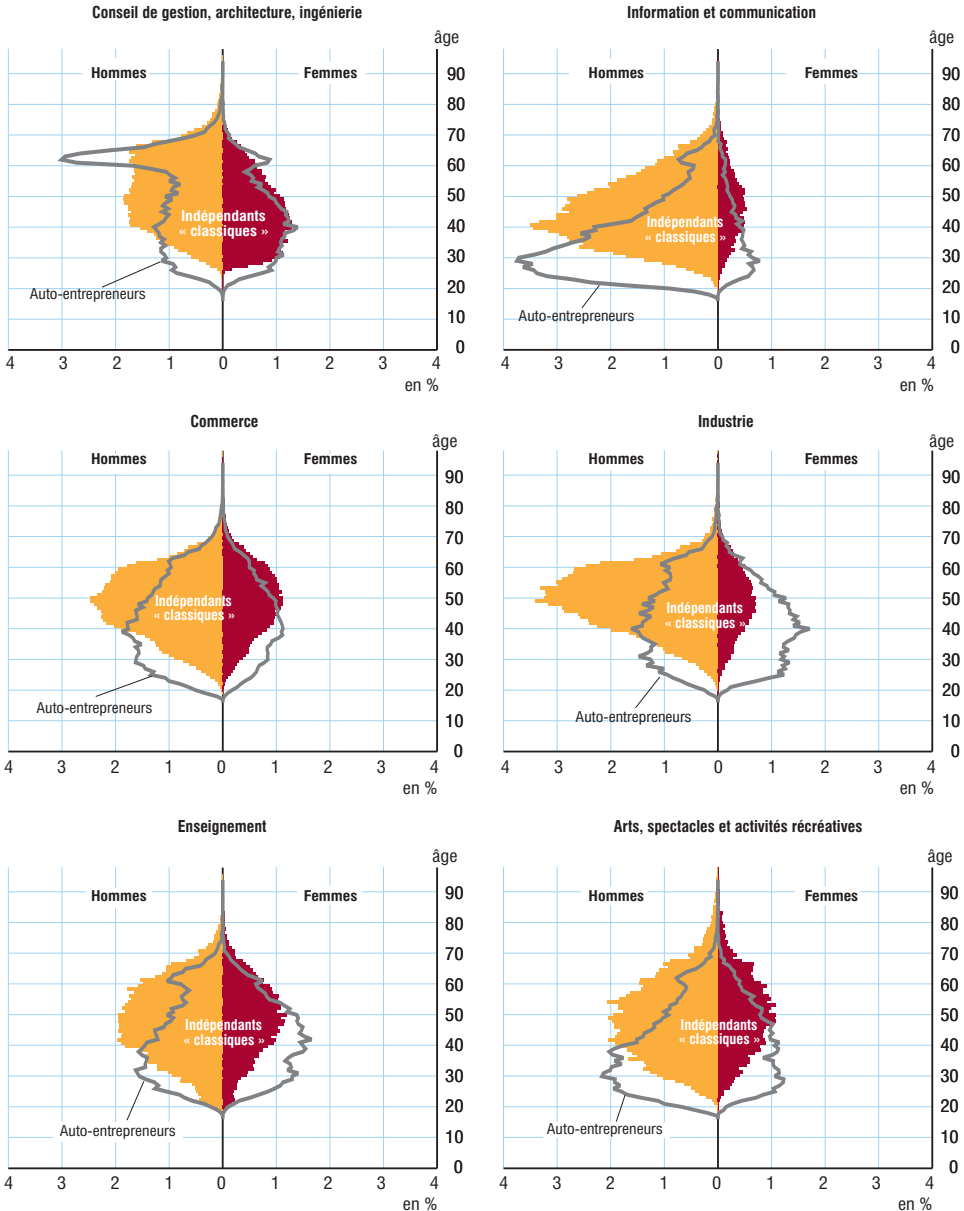 Conseil de gestion, architecture, ingénierie
âge
Hommes
Femmes
90
80
70
60
50
40
30
20
10
0
Indépendants
« classiques »
Auto-entrepreneurs
4 3 2 1 0 1 2 3 4
en %
Information et communication
âge
Hommes
Femmes
90
80
70
60
50
40
30
20
10
0
Indépendants
« classiques »
Auto-entrepreneurs
4 3 2 1 0 1 2 3 4
en %
Commerce
âge
Hommes
Femmes
90
80
70
60
50
40
30
20
10
0
Indépendants
« classiques »
Auto-entrepreneurs
4 3 2 1 0 1 2 3 4
en %
Industrie
âge
Hommes
Femmes
90
80
70
60
50
40
30
20
10
0
Indépendants
« classiques »
Auto-entrepreneurs
4 3 2 1 0 1 2 3 4
en %
Enseignement
âge
Hommes
Femmes
90
80
70
60
50
40
30
20
10
0
Indépendants
« classiques »
Auto-entrepreneurs
4 3 2 1 0 1 2 3 4
en %
Arts, spectacles et activités récréatives
âge
Hommes
Femmes
90
80
70
60
50
40
30
20
10
0
Indépendants
« classiques »
Auto-entrepreneurs
4 3 2 1 0 1 2 3 4
en %